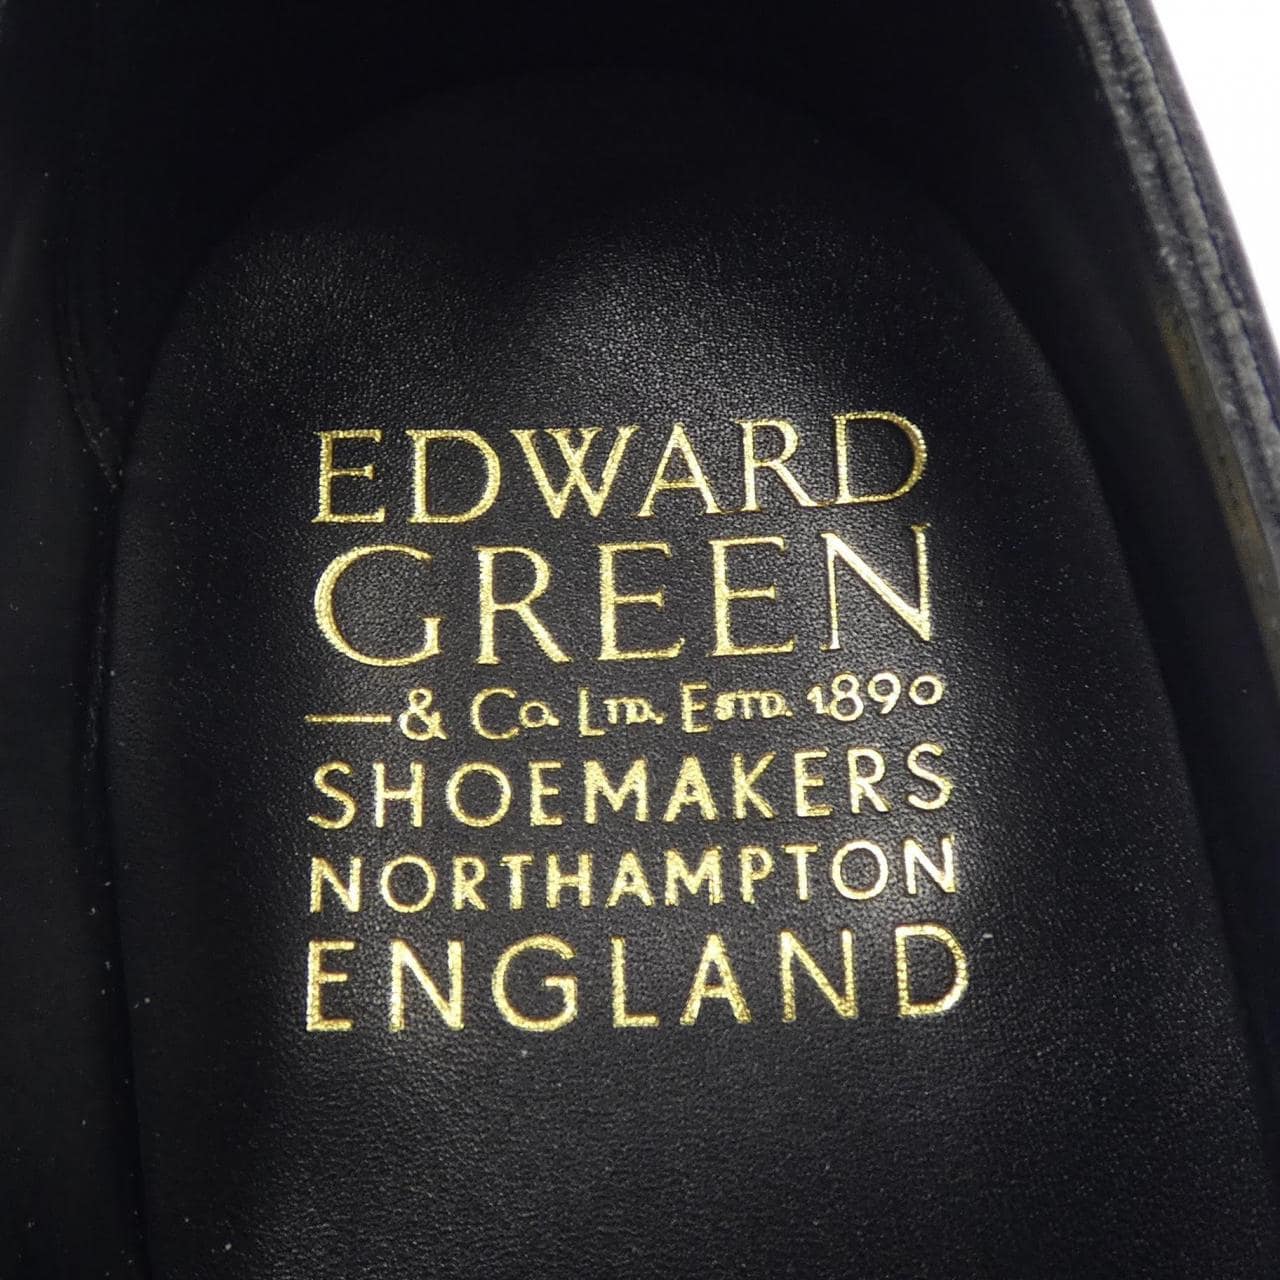 EDWARD
GREEN
— & Co. LTD. ESTD. 1890
SHOEMAKERS
NORTHAMPTON
ENGLAND